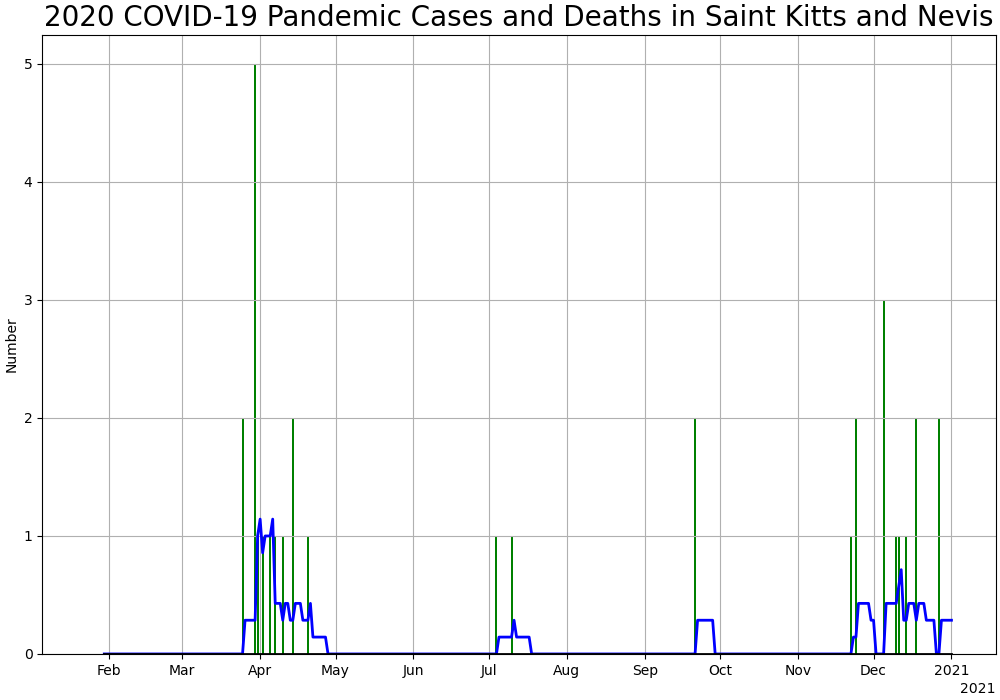 2020 COVID-19 Pandemic Cases and Deaths in Saint Kitts and Nevis
5
4
3
2
1
0
Number
Feb Mar Apr May Jun Jul Aug Sep Oct Nov Dec 2021
2021